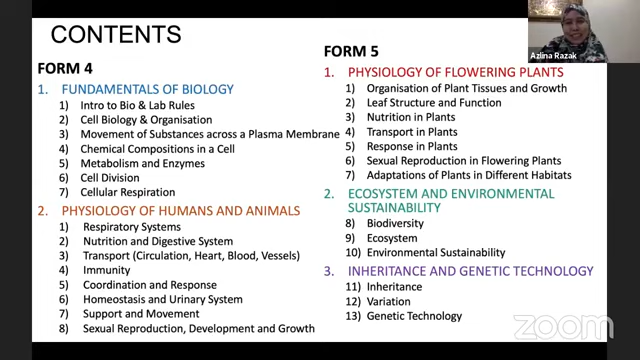 CONTENTS
FORM 4
1. FUNDAMENTALS OF BIOLOGY
1) Intro to Bio & Lab Rules
2) Cell Biology & Organisation
3) Movement of Substances across a Plasma Membrane
4) Chemical Compositions in a Cell
5) Metabolism and Enzymes
6) Cell Division
7) Cellular Respiration
2. PHYSIOLOGY OF HUMANS AND ANIMALS
1) Respiratory Systems
2) Nutrition and Digestive System
3) Transport (Circulation, Heart, Blood, Vessels)
4) Immunity
5) Coordination and Response
6) Homeostasis and Urinary System
7) Support and Movement
8) Sexual Reproduction, Development and Growth
FORM 5
1. PHYSIOLOGY OF FLOWERING PLANTS
1) Organisation of Plant Tissues and Growth
2) Leaf Structure and Function
3) Nutrition in Plants
4) Transport in Plants
5) Response in Plants
6) Sexual Reproduction in Flowering Plants
7) Adaptations of Plants in Different Habitats
2. ECOSYSTEM AND ENVIRONMENTAL
SUSTAINABILITY
8) Biodiversity
9) Ecosystem
10) Environmental Sustainability
3. INHERITANCE AND GENETIC TECHNOLOGY
11) Inheritance
12) Variation
13) Genetic Technology
Azlina Razak
zoom